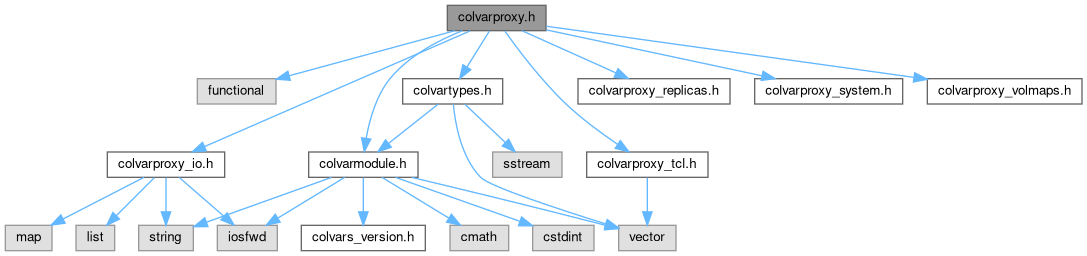 colvarproxy.h
functional
colvartypes.h
colvarproxy_replicas.h
colvarproxy_system.h
colvarproxy_volmaps.h
colvarproxy_io.h
colvarmodule.h
sstream
colvarproxy_tcl.h
map
list
string
iosfwd
colvars_version.h
cmath
cstdint
vector